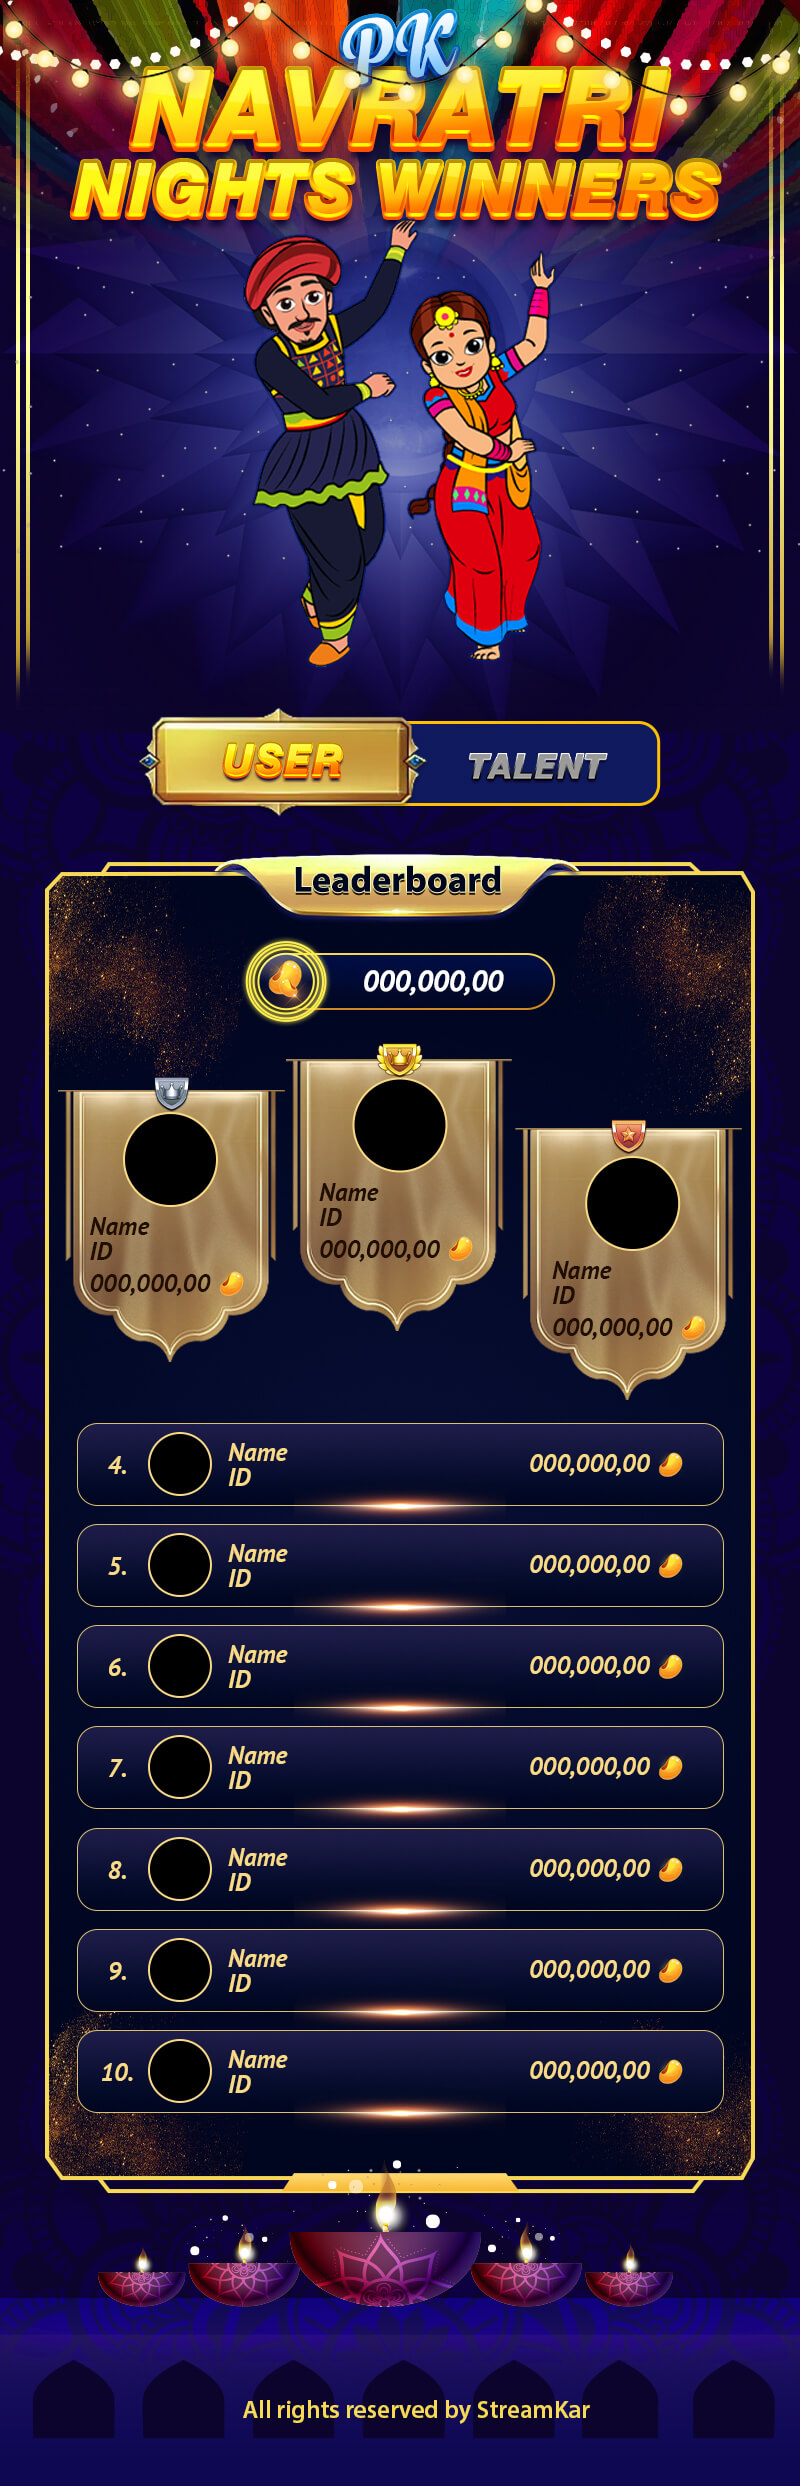 PK
NAVRATRI
NIGHTS WINNERS
USER
TALENT
Leaderboard
000,000,00
Name
ID
000,000,00
Name
ID
000,000,00
Name
ID
000,000,00
4.
Name
ID
000,000,00
5.
Name
ID
000,000,00
6.
Name
ID
000,000,00
7.
Name
ID
000,000,00
8.
Name
ID
000,000,00
9.
Name
ID
000,000,00
10.
Name
ID
000,000,00
All rights reserved by StreamKar